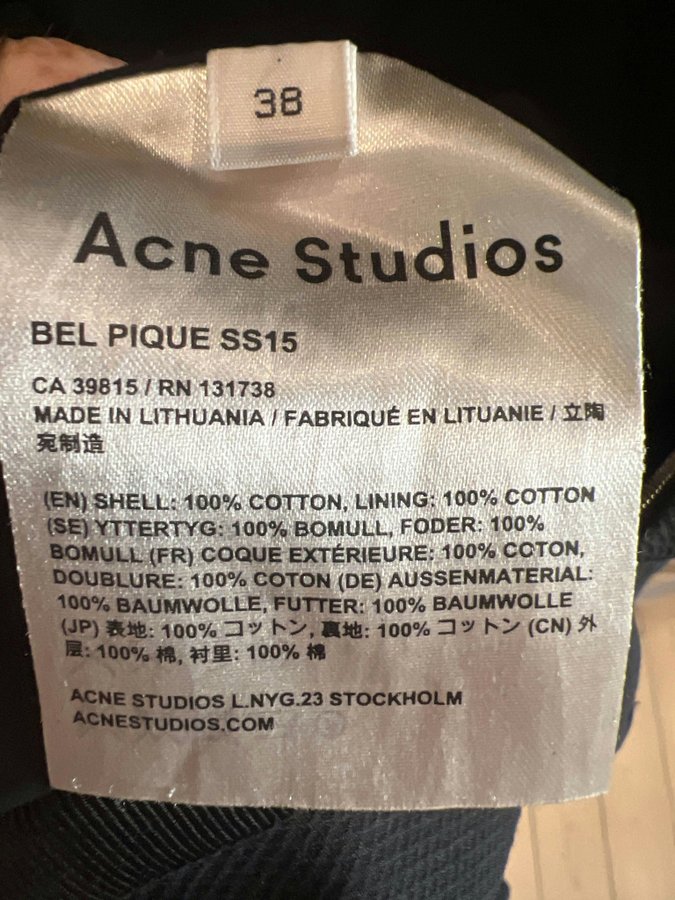 38
Acne Studios
BEL PIQUE SS15
CA 39815 / RN 131738
MADE IN LITHUANIA / FABRIQUÉ EN LITUANIE / 立陶
宛制造
(EN) SHELL: 100% COTTON, LINING: 100% COTTON
(SE) YTTERTYG: 100% BOMULL, FODER: 100%
BOMULL (FR) COQUE EXTÉRIEURE: 100% COTON,
DOUBLURE: 100% COTON (DE) AUSSENMATERIAL:
100% BAUMWOLLE, FUTTER: 100% BAUMWOLLE
(JP) 表地: 100% コットン, 裏地: 100% コットン (CN) 外
层: 100% 棉, 衬里: 100% 棉
ACNE STUDIOS L.NYG.23 STOCKHOLM
ACNESTUDIOS.COM